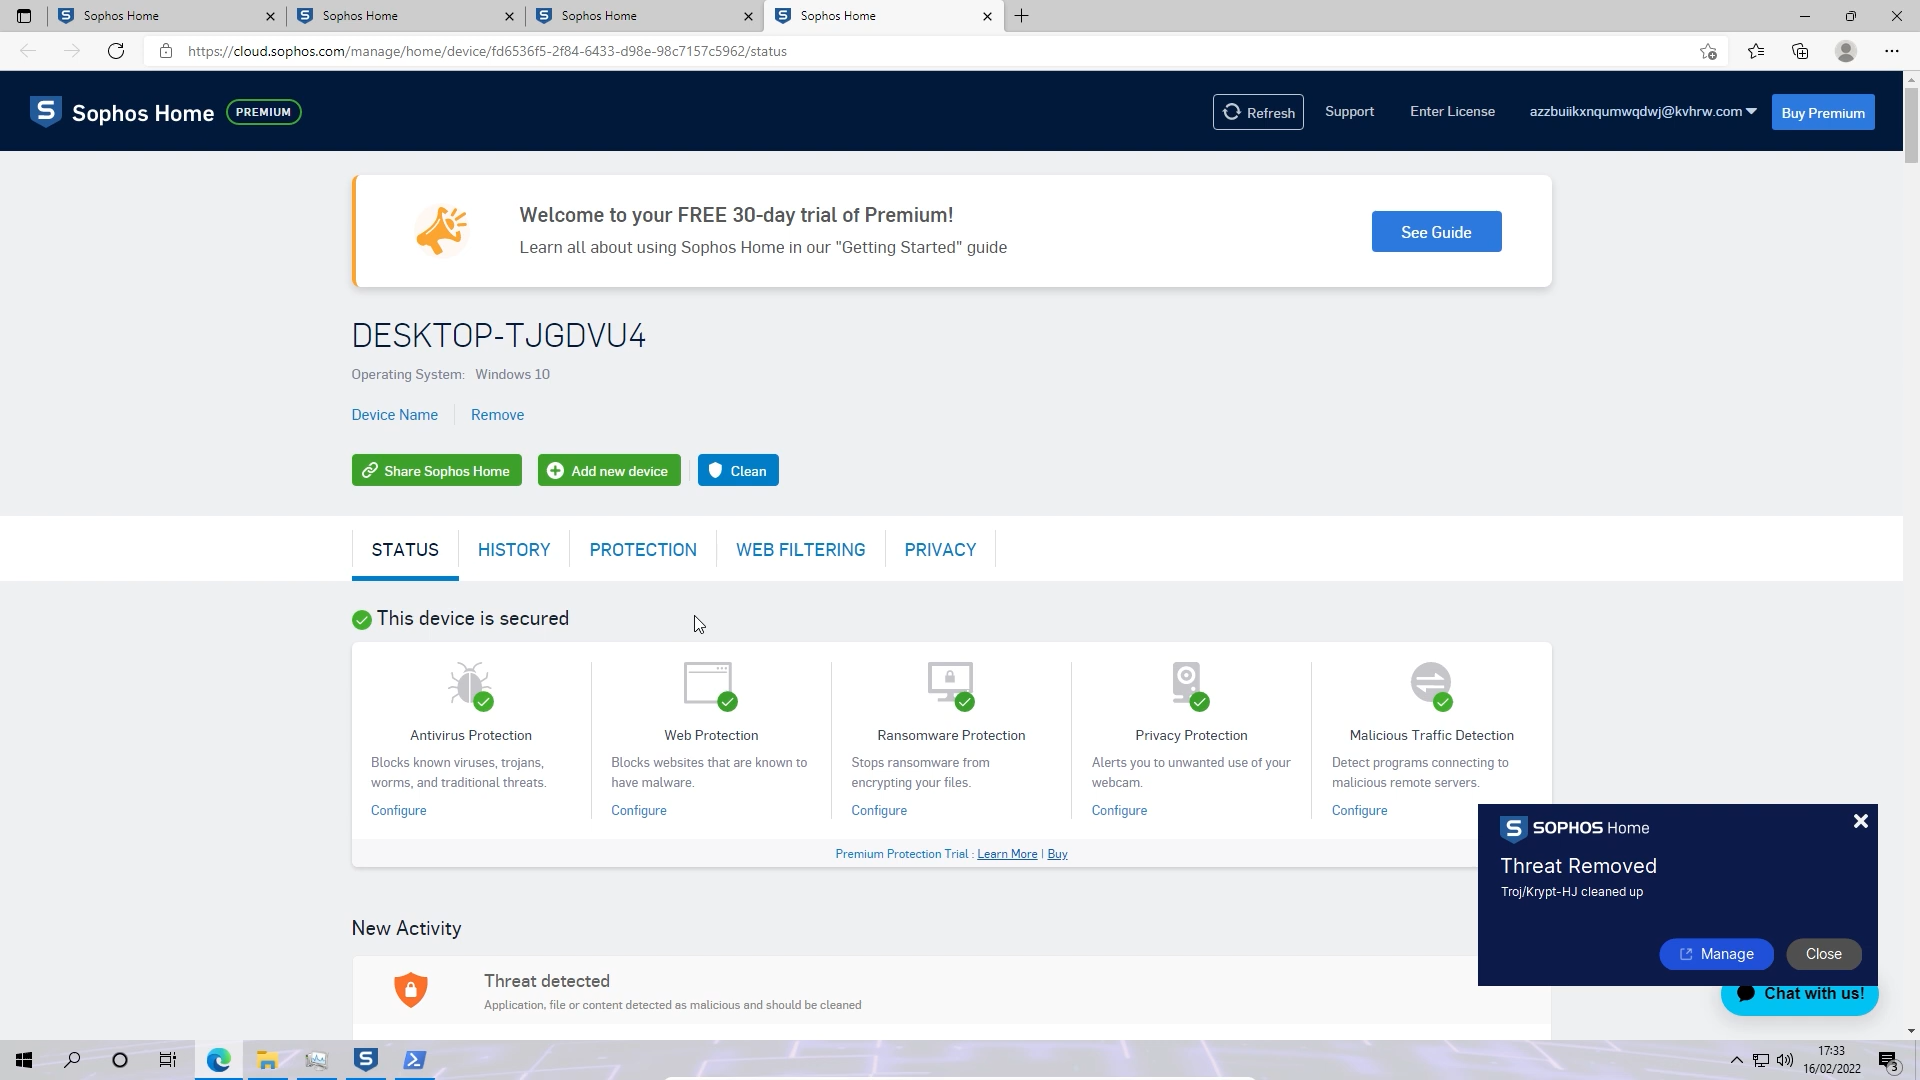 Sophos Home
Sophos Home
Sophos Home
Sophos Home
https://cloud.sophos.com/manage/home/device/fd6536f5-2f84-6433-d98e-98c7157c5962/status
S Sophos Home PREMIUM
Refresh
Support
Enter License
azzbuiikxnqumwqdwj@kvhrw.com
Buy Premium
Welcome to your FREE 30-day trial of Premium!
Learn all about using Sophos Home in our "Getting Started" guide
See Guide
DESKTOP-TJGDVU4
Operating System: Windows 10
Device Name
Remove
Share Sophos Home
Add new device
Clean
STATUS
HISTORY
PROTECTION
WEB FILTERING
PRIVACY
This device is secured
Antivirus Protection
Blocks known viruses, trojans,
worms, and traditional threats.
Configure
Web Protection
Blocks websites that are known to
have malware.
Configure
Ransomware Protection
Stops ransomware from
encrypting your files.
Configure
Privacy Protection
Alerts you to unwanted use of your
webcam.
Configure
Malicious Traffic Detection
Detect programs connecting to
malicious remote servers.
Configure
Premium Protection Trial : Learn More | Buy
New Activity
Threat detected
Application, file or content detected as malicious and should be cleaned
S SOPHOS Home
Threat Removed
Troj/Krypt-HJ cleaned up
Manage
Close
Chat with us!
17:33
16/02/2022
3